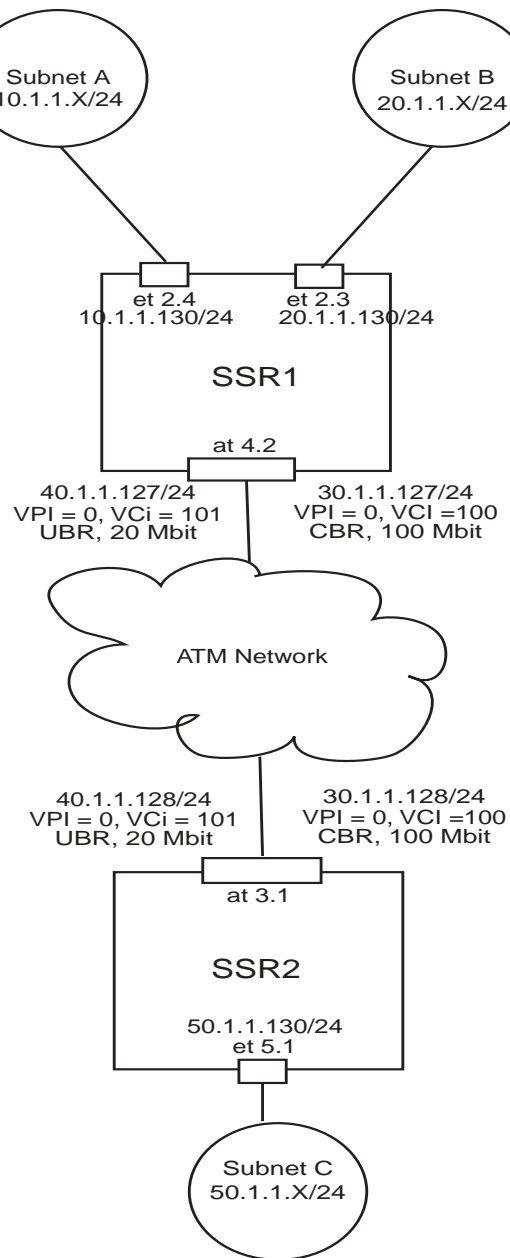 Subnet A
10.1.1.X/24
Subnet B
20.1.1.X/24
et 2.4
10.1.1.130/24
et 2.3
20.1.1.130/24
SSR1
at 4.2
40.1.1.127/24
VPI = 0, VCi = 101
UBR, 20 Mbit
30.1.1.127/24
VPI = 0, VCI =100
CBR, 100 Mbit
ATM Network
40.1.1.128/24
VPI = 0, VCi = 101
UBR, 20 Mbit
30.1.1.128/24
VPI = 0, VCI =100
CBR, 100 Mbit
at 3.1
SSR2
50.1.1.130/24
et 5.1
Subnet C
50.1.1.X/24